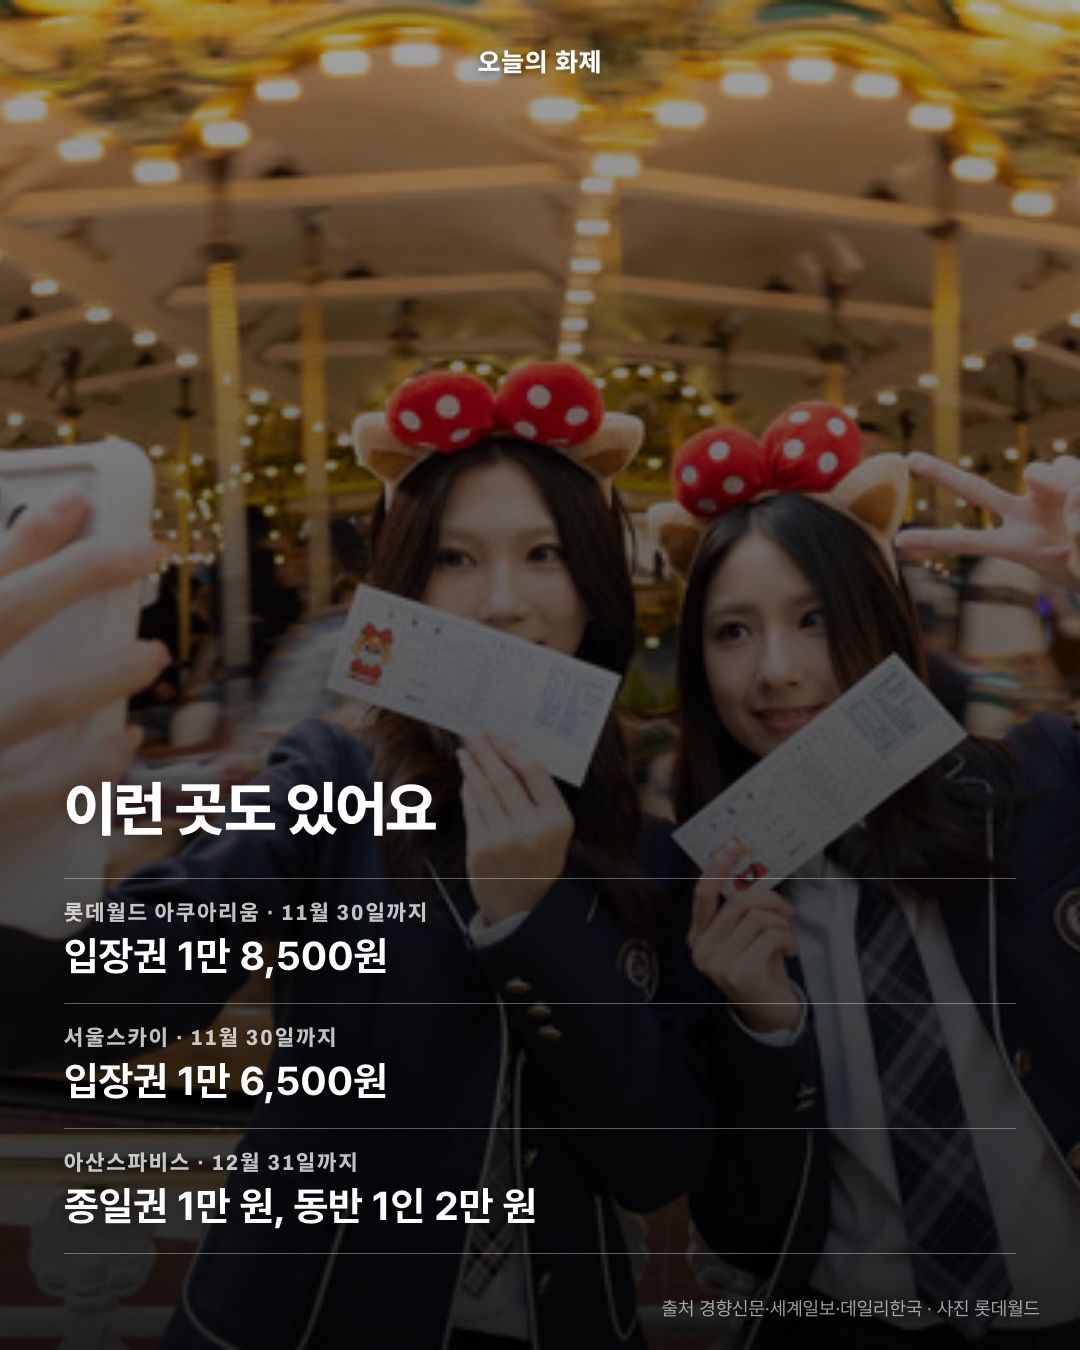 오늘의 화제
이런 곳도 있어요
롯데월드 아쿠아리움 · 11월 30일까지
입장권 1만 8,500원
서울스카이 · 11월 30일까지
입장권 1만 6,500원
아산스파비스 · 12월 31일까지
종일권 1만 원, 동반 1인 2만 원
출처 경향신문·세계일보·데일리한국 · 사진 롯데월드